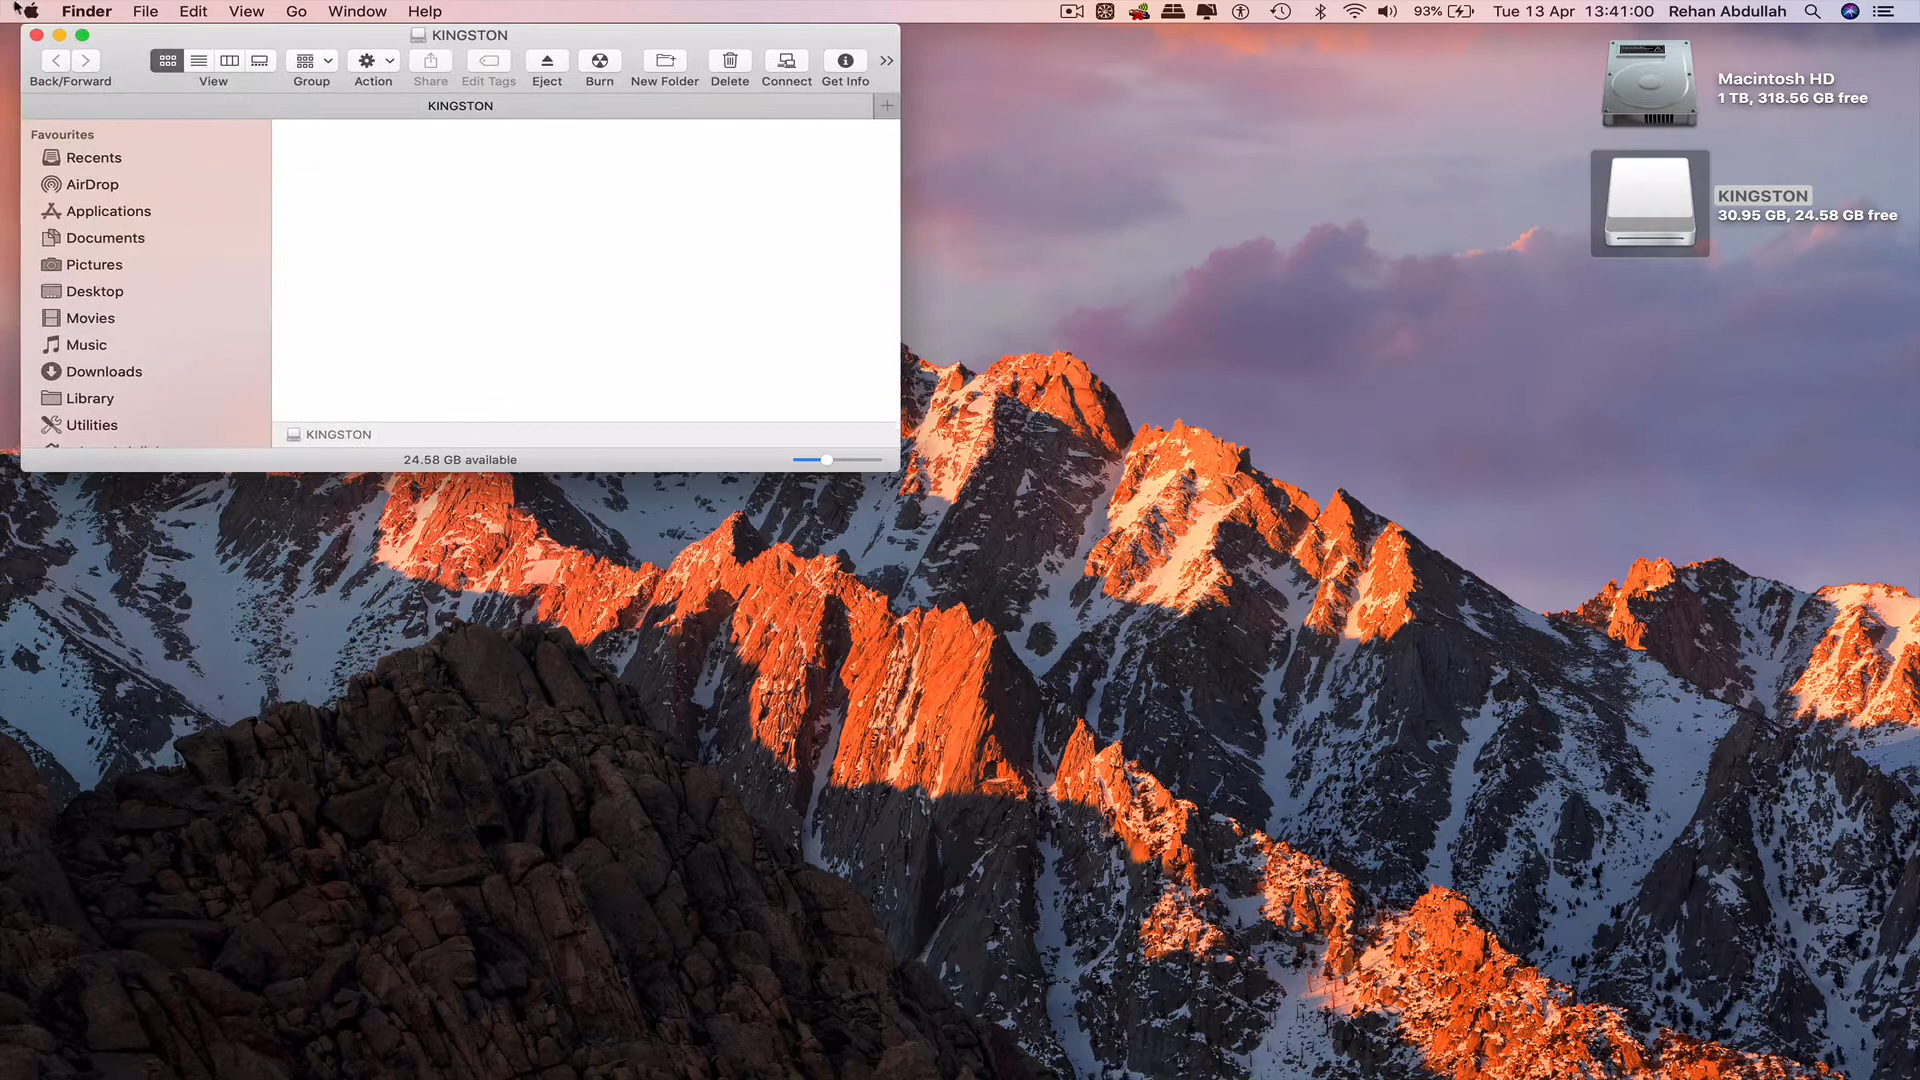 Finder File Edit View Go Window Help 93% Tue 13 Apr 13:41:00 Rehan Abdullah
KINGSTON
Back/Forward View Group Action Share Edit Tags Eject Burn New Folder Delete Connect Get Info
KINGSTON
Favourites
Recents
AirDrop
Applications
Documents
Pictures
Desktop
Movies
Music
Downloads
Library
Utilities
KINGSTON
24.58 GB available
Macintosh HD
1 TB, 318.56 GB free
KINGSTON
30.95 GB, 24.58 GB free